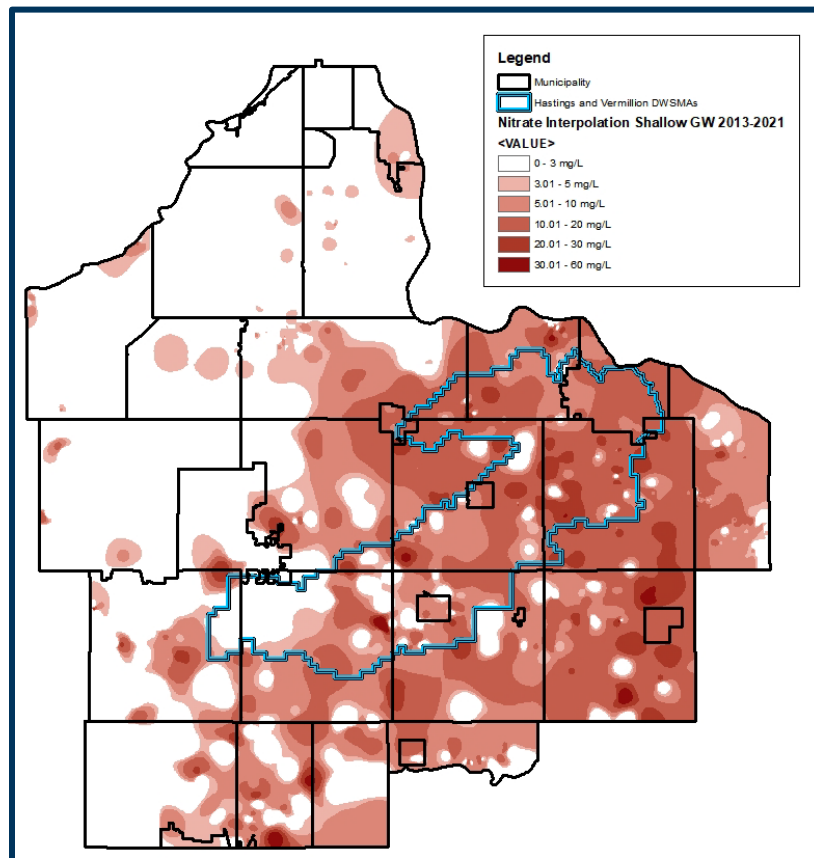 Legend
Municipality
Hastings and Vermillion DWSMAs
Nitrate Interpolation Shallow GW 2013-2021
<VALUE>
0 - 3 mg/L
3.01 - 5 mg/L
5.01 - 10 mg/L
10.01 - 20 mg/L
20.01 - 30 mg/L
30.01 - 60 mg/L